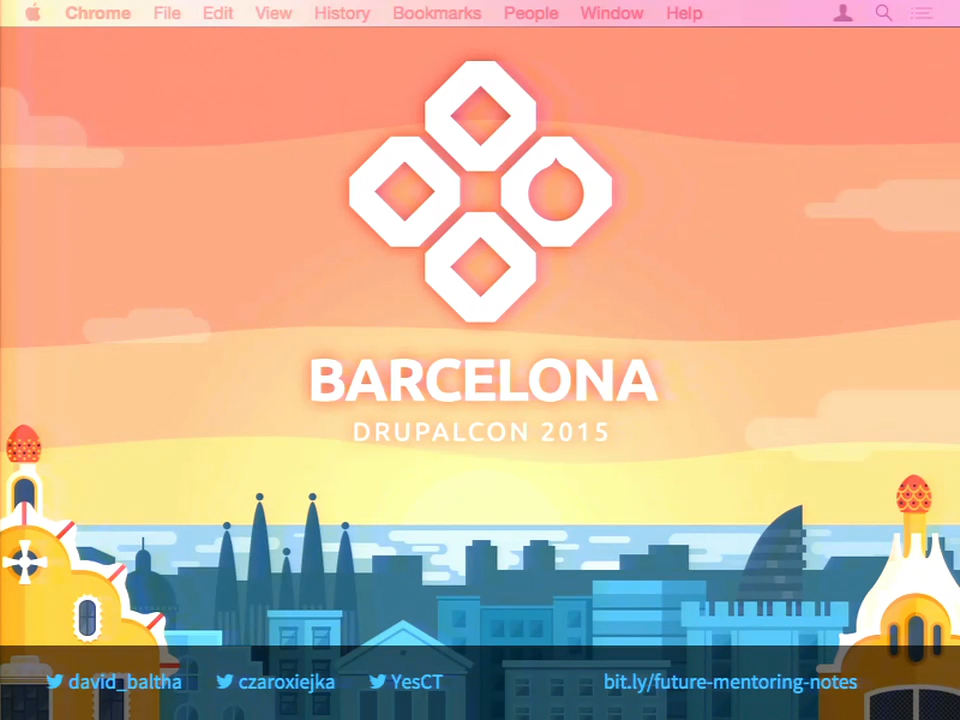 Chrome File Edit View History Bookmarks People Window Help
BARCELONA
DRUPALCON 2015
david_baltha czaroxiejka YesCT bit.ly/future-mentoring-notes